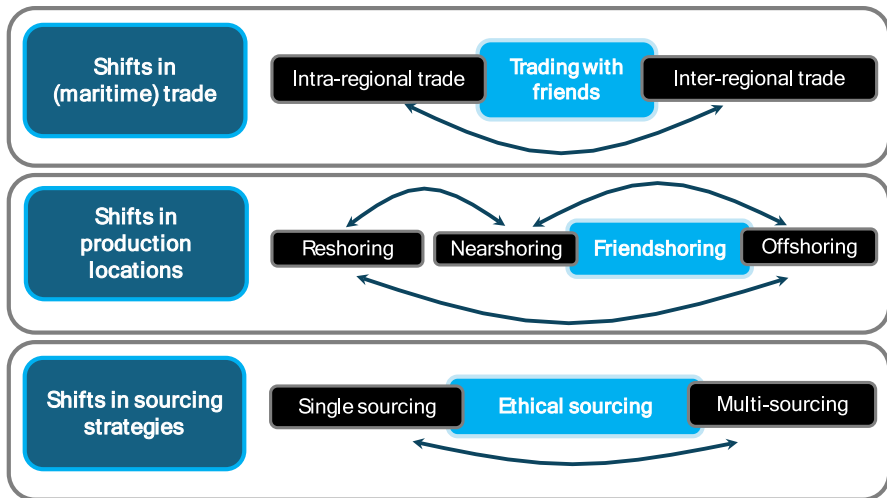 Shifts in
(maritime) trade
Intra-regional trade
Trading with
friends
Inter-regional trade
Shifts in
production
locations
Reshoring
Nearshoring
Friendshoring
Offshoring
Shifts in sourcing
strategies
Single sourcing
Ethical sourcing
Multi-sourcing